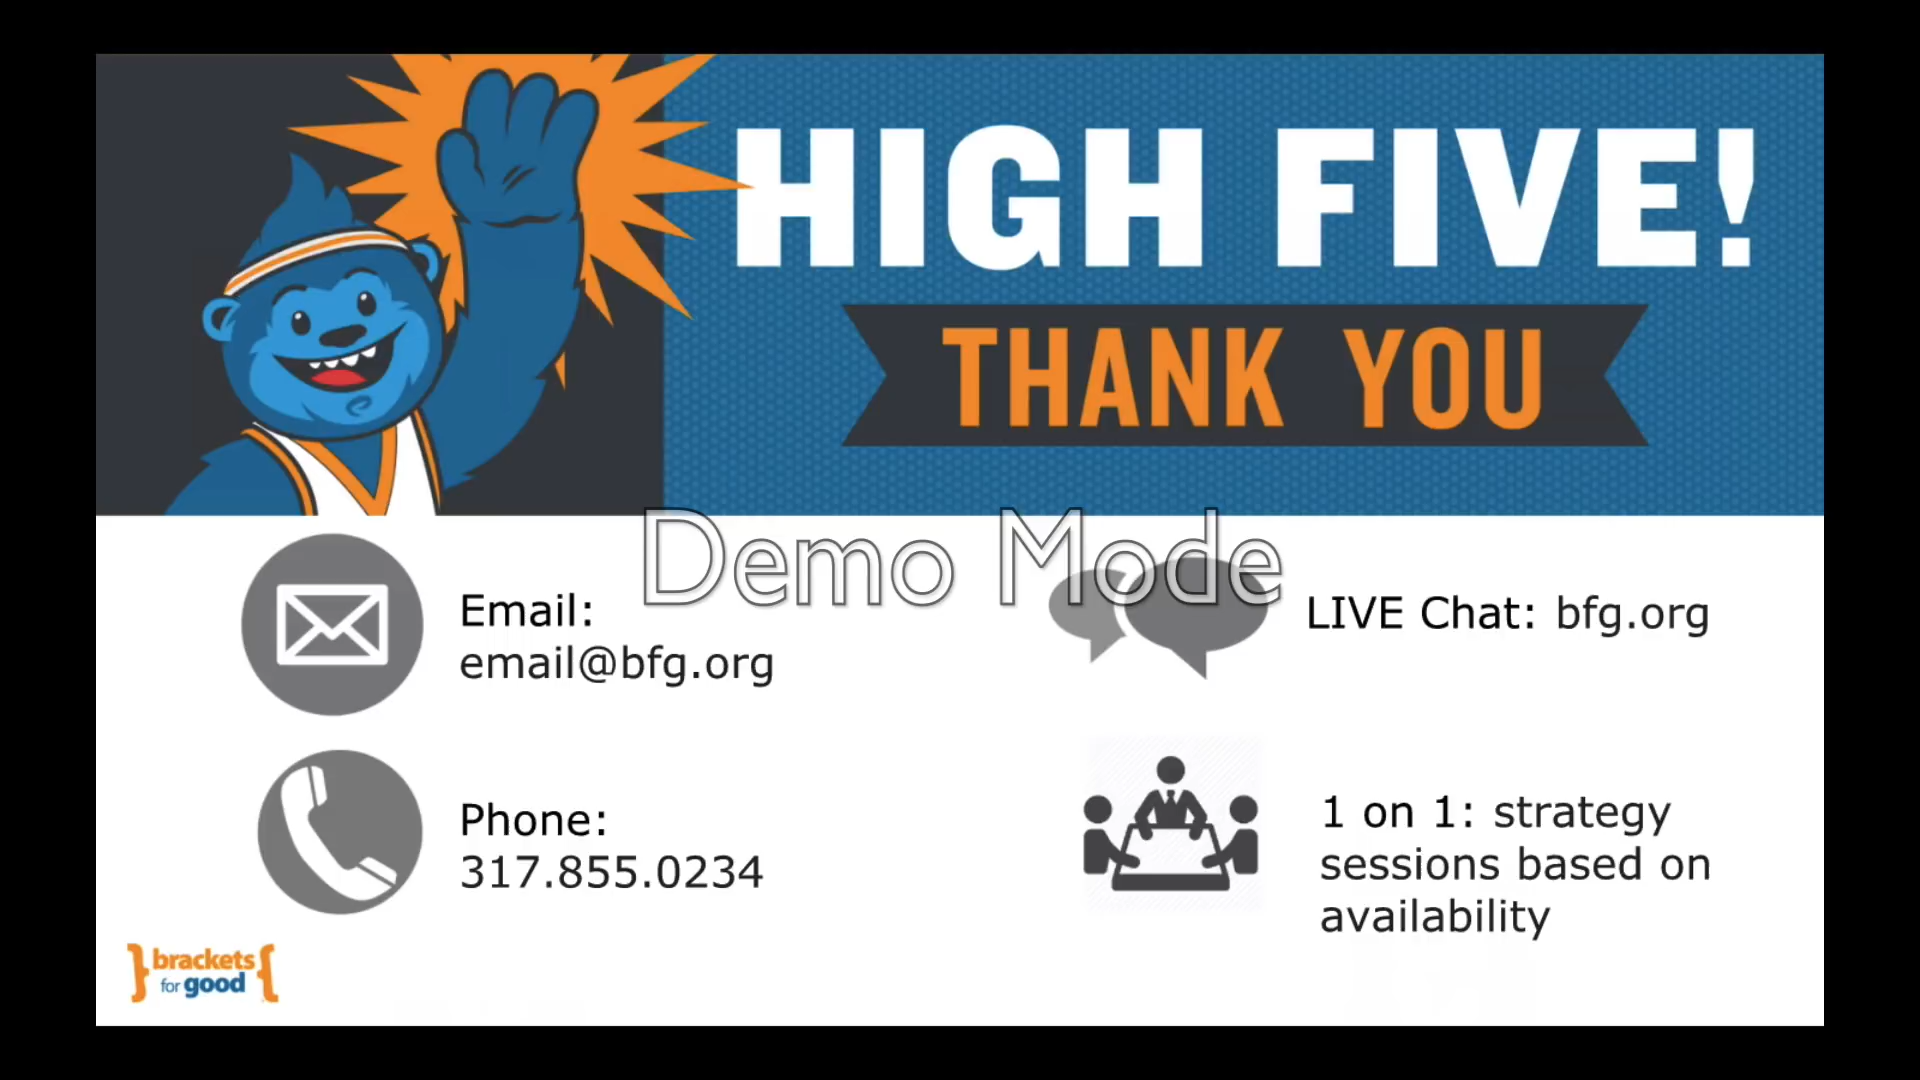 HIGH FIVE!
THANK YOU
Demo Mode
Email:
email@bfg.org
LIVE Chat: bfg.org
Phone:
317.855.0234
1 on 1: strategy
sessions based on
availability
}brackets{
for good